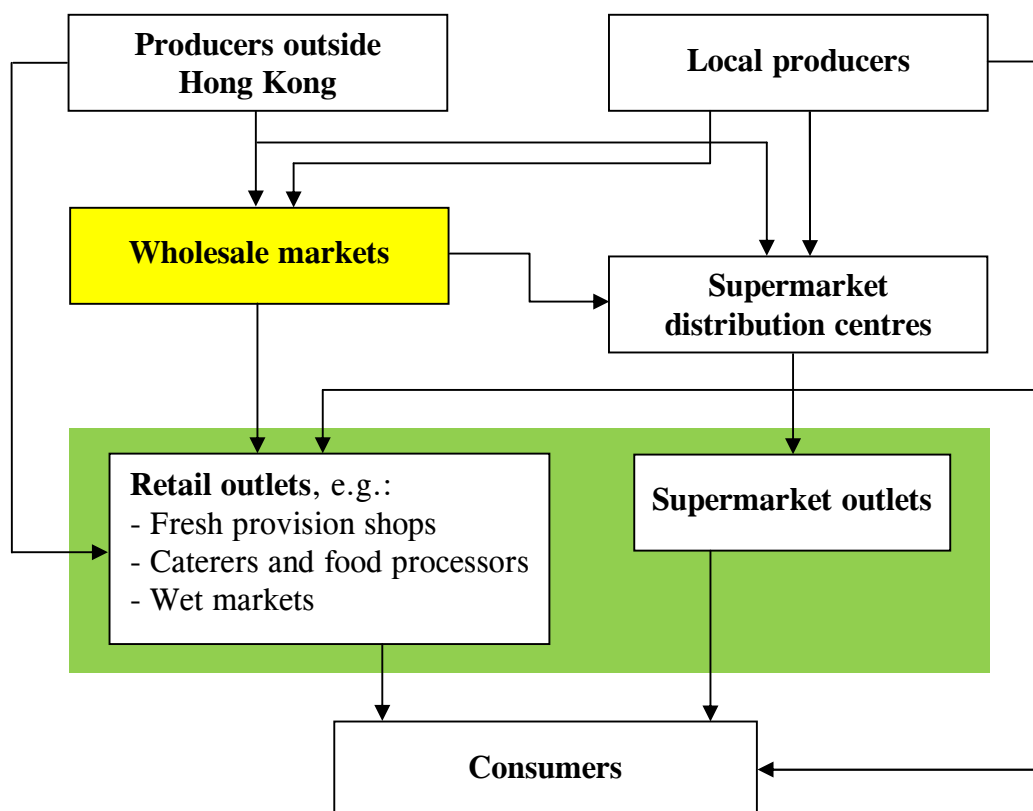 Producers outside
Hong Kong
Local producers
Wholesale markets
Supermarket
distribution centres
Retail outlets, e.g.:
- Fresh provision shops
- Caterers and food processors
- Wet markets
Supermarket outlets
Consumers